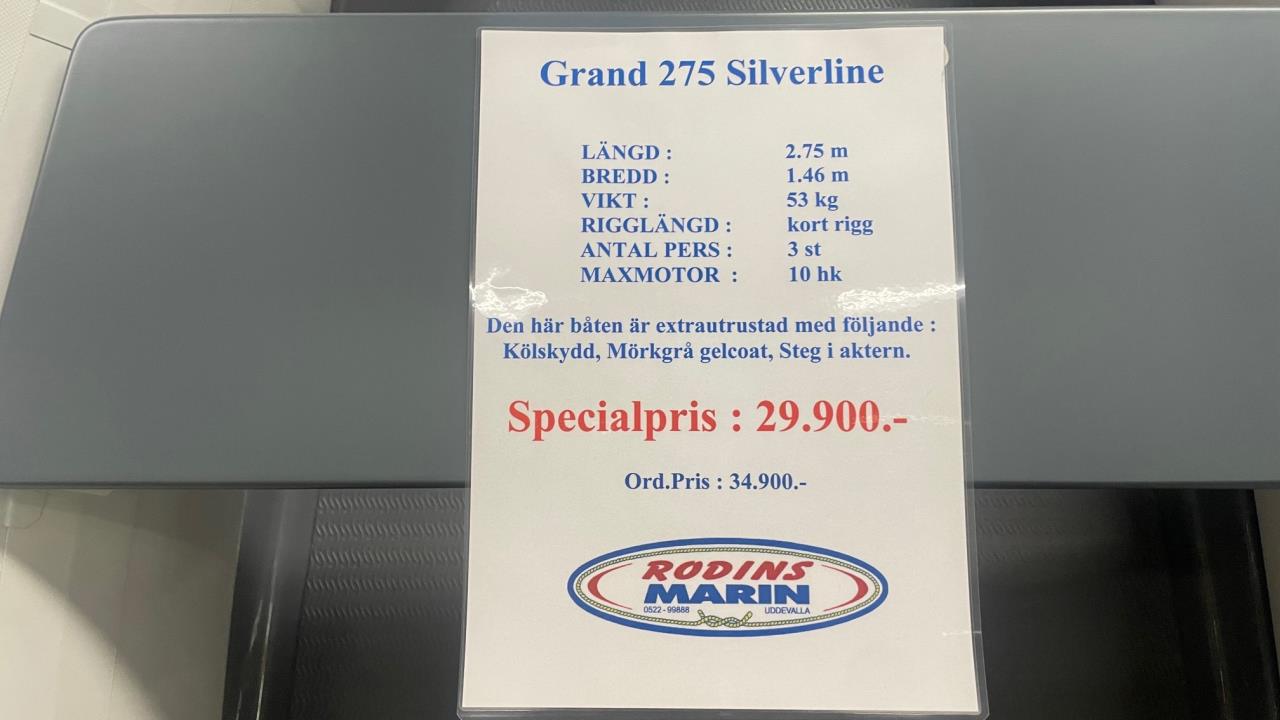 Grand 275 Silverline
LÄNGD : 2.75 m
BREDD : 1.46 m
VIKT : 53 kg
RIGGLÄNGD : kort rigg
ANTAL PERS : 3 st
MAXMOTOR : 10 hk
Den här båten är extrautrustad med följande :
Kölskydd, Mörkgrå gelcoat, Steg i aktern.
Specialpris : 29.900.-
Ord.Pris : 34.900.-
RODINS
MARIN
0522 - 99888 UDDEVALLA